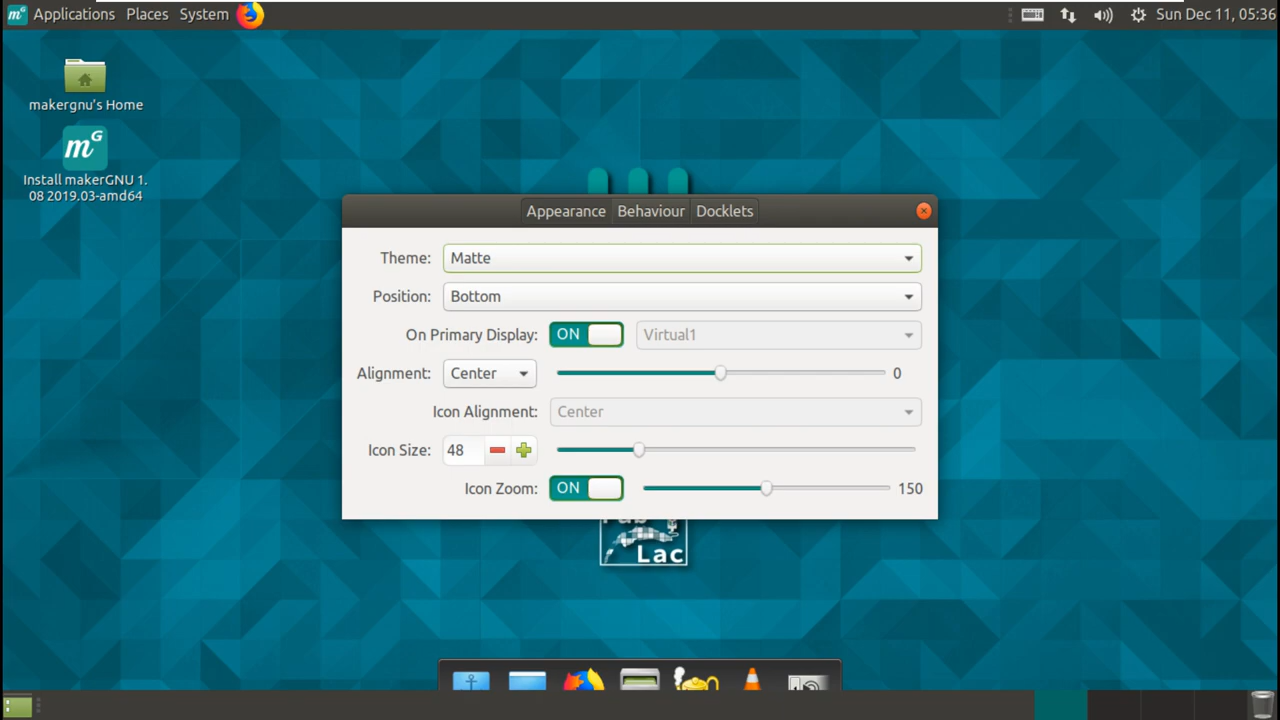 mG Applications Places System Sun Dec 11, 05:36
makergnu's Home
mG
Install makerGNU 1.
08 2019.03-amd64
Appearance Behaviour Docklets
Theme: Matte
Position: Bottom
On Primary Display: ON Virtual1
Alignment: Center 0
Icon Alignment: Center
Icon Size: 48
Icon Zoom: ON 150
Lac